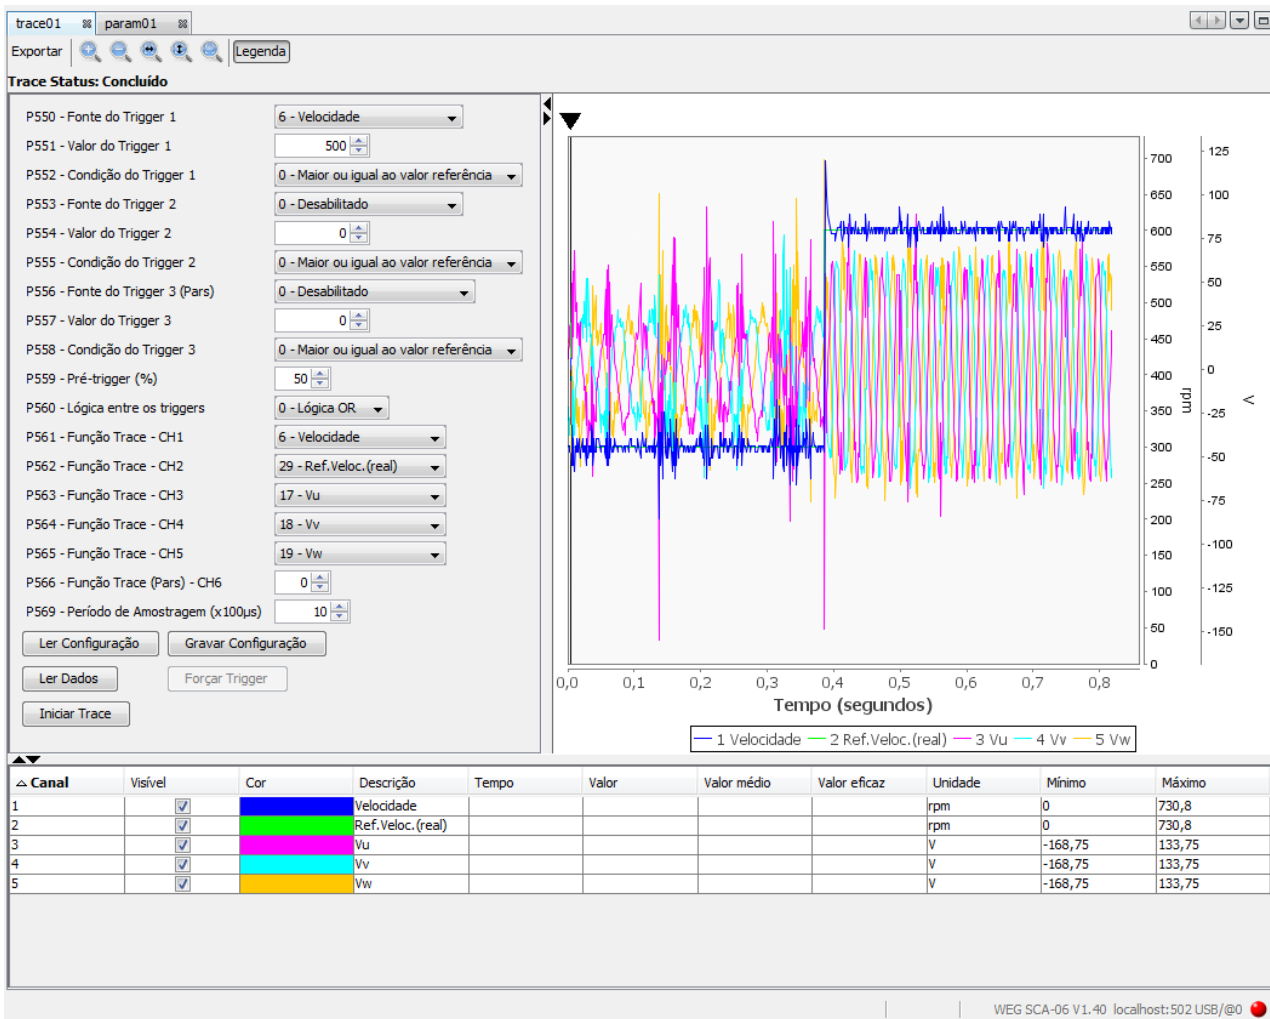 trace01 param01
Exportar Legenda
Trace Status: Concluído
P550 - Fonte do Trigger 1 6 - Velocidade
P551 - Valor do Trigger 1 500
P552 - Condição do Trigger 1 0 - Maior ou igual ao valor referência
P553 - Fonte do Trigger 2 0 - Desabilitado
P554 - Valor do Trigger 2 0
P555 - Condição do Trigger 2 0 - Maior ou igual ao valor referência
P556 - Fonte do Trigger 3 (Pars) 0 - Desabilitado
P557 - Valor do Trigger 3 0
P558 - Condição do Trigger 3 0 - Maior ou igual ao valor referência
P559 - Pré-trigger (%) 50
P560 - Lógica entre os triggers 0 - Lógica OR
P561 - Função Trace - CH1 6 - Velocidade
P562 - Função Trace - CH2 29 - Ref.Veloc.(real)
P563 - Função Trace - CH3 17 - Vu
P564 - Função Trace - CH4 18 - Vv
P565 - Função Trace - CH5 19 - Vw
P566 - Função Trace (Pars) - CH6 0
P569 - Período de Amostragem (x100µs) 10
Ler Configuração Gravar Configuração
Ler Dados Forçar Trigger
Iniciar Trace
700
650
600
550
500
450
400
350
300
250
200
150
100
50
0
rpm
125
100
75
50
25
0
-25
-50
-75
-100
-125
-150
V
0,0 0,1 0,2 0,3 0,4 0,5 0,6 0,7 0,8
Tempo (segundos)
1 Velocidade 2 Ref.Veloc.(real) 3 Vu 4 Vv 5 Vw
Canal Visível Cor Descrição Tempo Valor Valor médio Valor eficaz Unidade Mínimo Máximo
1 Velocidade rpm 0 730,8
2 Ref.Veloc.(real) rpm 0 730,8
3 Vu V -168,75 133,75
4 Vv V -168,75 133,75
5 Vw V -168,75 133,75
WEG SCA-06 V1.40 localhost:502 USB/@0